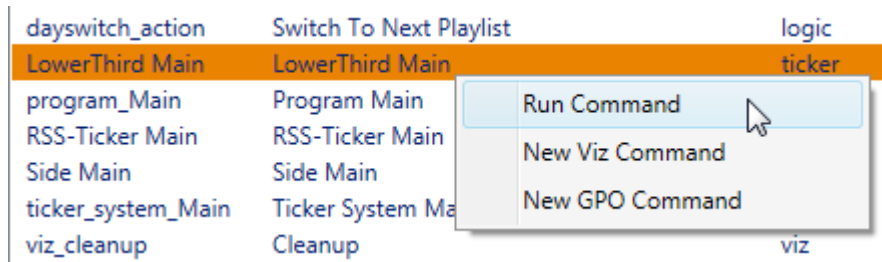 dayswitch_action Switch To Next Playlist logic
LowerThird Main LowerThird Main ticker
program_Main Program Main
Run Command
RSS-Ticker Main RSS-Ticker Main
New Viz Command
Side Main Side Main
New GPO Command
ticker_system_Main Ticker System Ma
viz_cleanup Cleanup viz